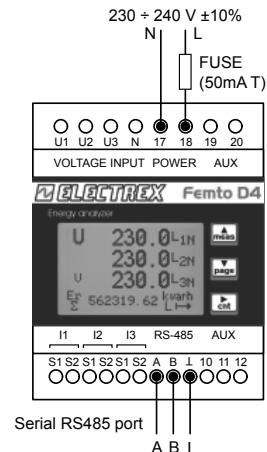 230 ÷ 240 V ±10%
N L
FUSE
(50mA T)
U1 U2 U3 N 17 18 19 20
VOLTAGE INPUT POWER AUX
ELECTREX Femto D4
Energy analyzer
U 230.0 L1N
230.0 L2N
U 230.0 L3N
Er Σ 562319.62 kvarh L
meas
page
cnt
I1 I2 I3 RS-485 AUX
S1 S2 S1 S2 S1 S2 A B ⊥ 10 11 12
Serial RS485 port
A B ⊥